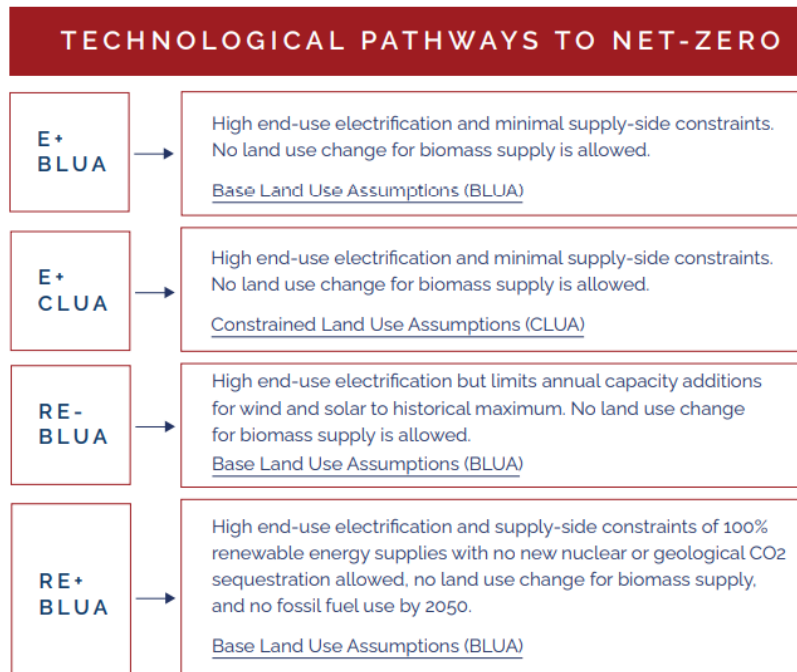 TECHNOLOGICAL PATHWAYS TO NET-ZERO
E+
BLUA
High end-use electrification and minimal supply-side constraints.
No land use change for biomass supply is allowed.
Base Land Use Assumptions (BLUA)
E+
CLUA
High end-use electrification and minimal supply-side constraints.
No land use change for biomass supply is allowed.
Constrained Land Use Assumptions (CLUA)
RE-
BLUA
High end-use electrification but limits annual capacity additions
for wind and solar to historical maximum. No land use change
for biomass supply is allowed.
Base Land Use Assumptions (BLUA)
RE+
BLUA
High end-use electrification and supply-side constraints of 100%
renewable energy supplies with no new nuclear or geological CO2
sequestration allowed, no land use change for biomass supply,
and no fossil fuel use by 2050.
Base Land Use Assumptions (BLUA)